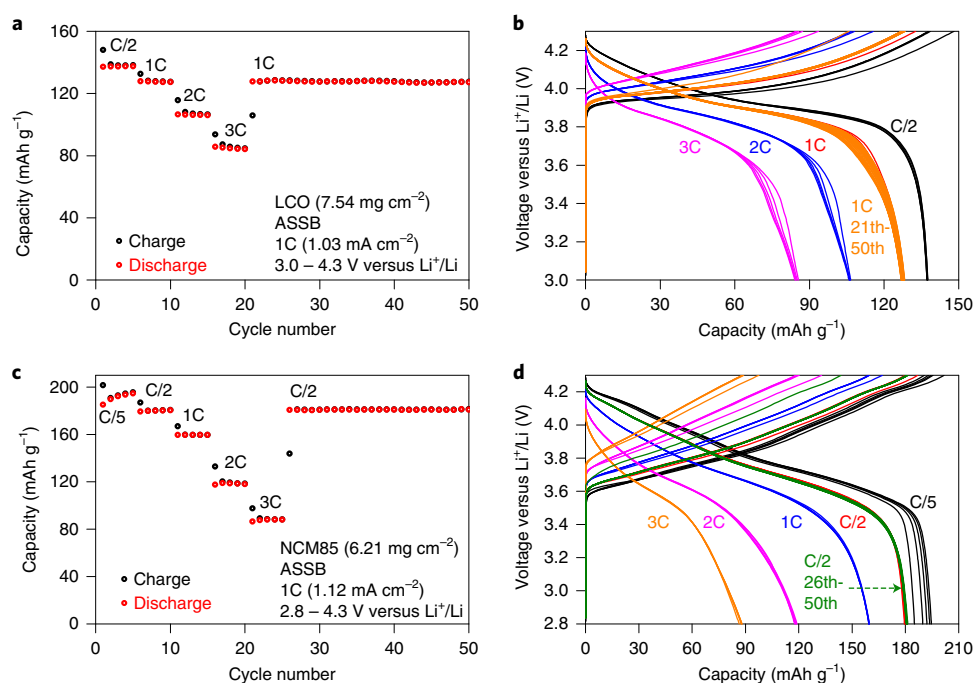 a
160
120
80
40
0
Capacity (mAh g⁻¹)
C/2
1C
2C
3C
1C
LCO (7.54 mg cm⁻²)
ASSB
1C (1.03 mA cm⁻²)
3.0 – 4.3 V versus Li⁺/Li
Charge
Discharge
0 10 20 30 40 50
Cycle number
b
4.2
3.9
3.6
3.3
3.0
Voltage versus Li⁺/Li (V)
C/2
3C
2C
1C
1C
21th-
50th
0 30 60 90 120 150
Capacity (mAh g⁻¹)
c
200
160
120
80
40
0
Capacity (mAh g⁻¹)
C/5
C/2
1C
2C
3C
C/2
NCM85 (6.21 mg cm⁻²)
ASSB
1C (1.12 mA cm⁻²)
2.8 – 4.3 V versus Li⁺/Li
Charge
Discharge
0 10 20 30 40 50
Cycle number
d
4.2
4.0
3.8
3.6
3.4
3.2
3.0
2.8
Voltage versus Li⁺/Li (V)
C/5
3C
2C
1C
C/2
C/2
26th-
50th
0 30 60 90 120 150 180 210
Capacity (mAh g⁻¹)